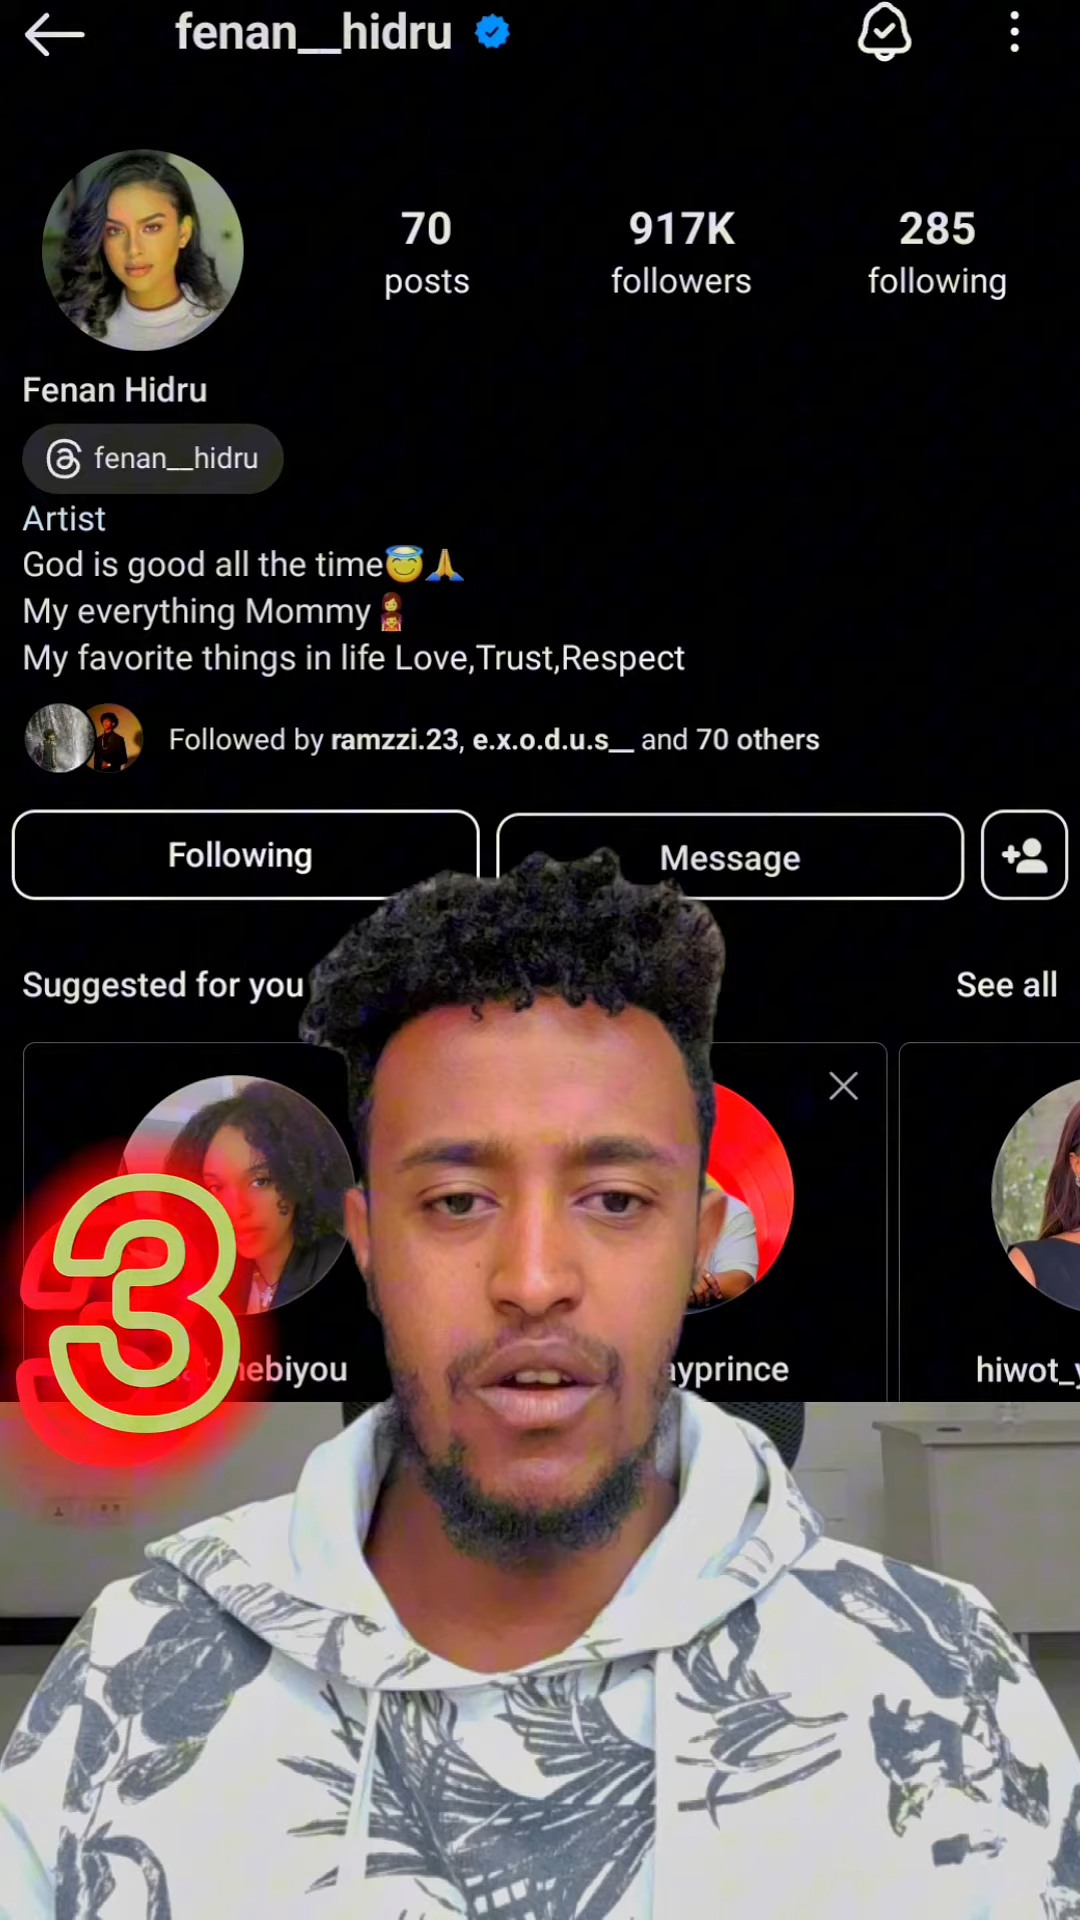 fenan__hidru
70
posts
917K
followers
285
following
Fenan Hidru
fenan__hidru
Artist
God is good all the time😇🙏
My everything Mommy👩‍👧
My favorite things in life Love,Trust,Respect
Followed by ramzzi.23, e.x.o.d.u.s__ and 70 others
Following
Message
Suggested for you
See all
3